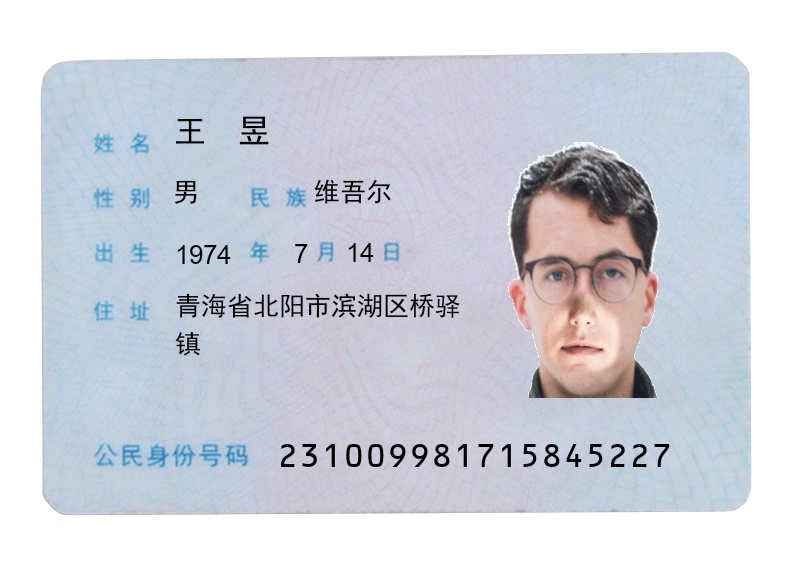 姓名 王 昱
性别 男 民族 维吾尔
出生 1974 年 7 月 14 日
住址 青海省北阳市滨湖区桥驿
镇
公民身份号码 231009981715845227